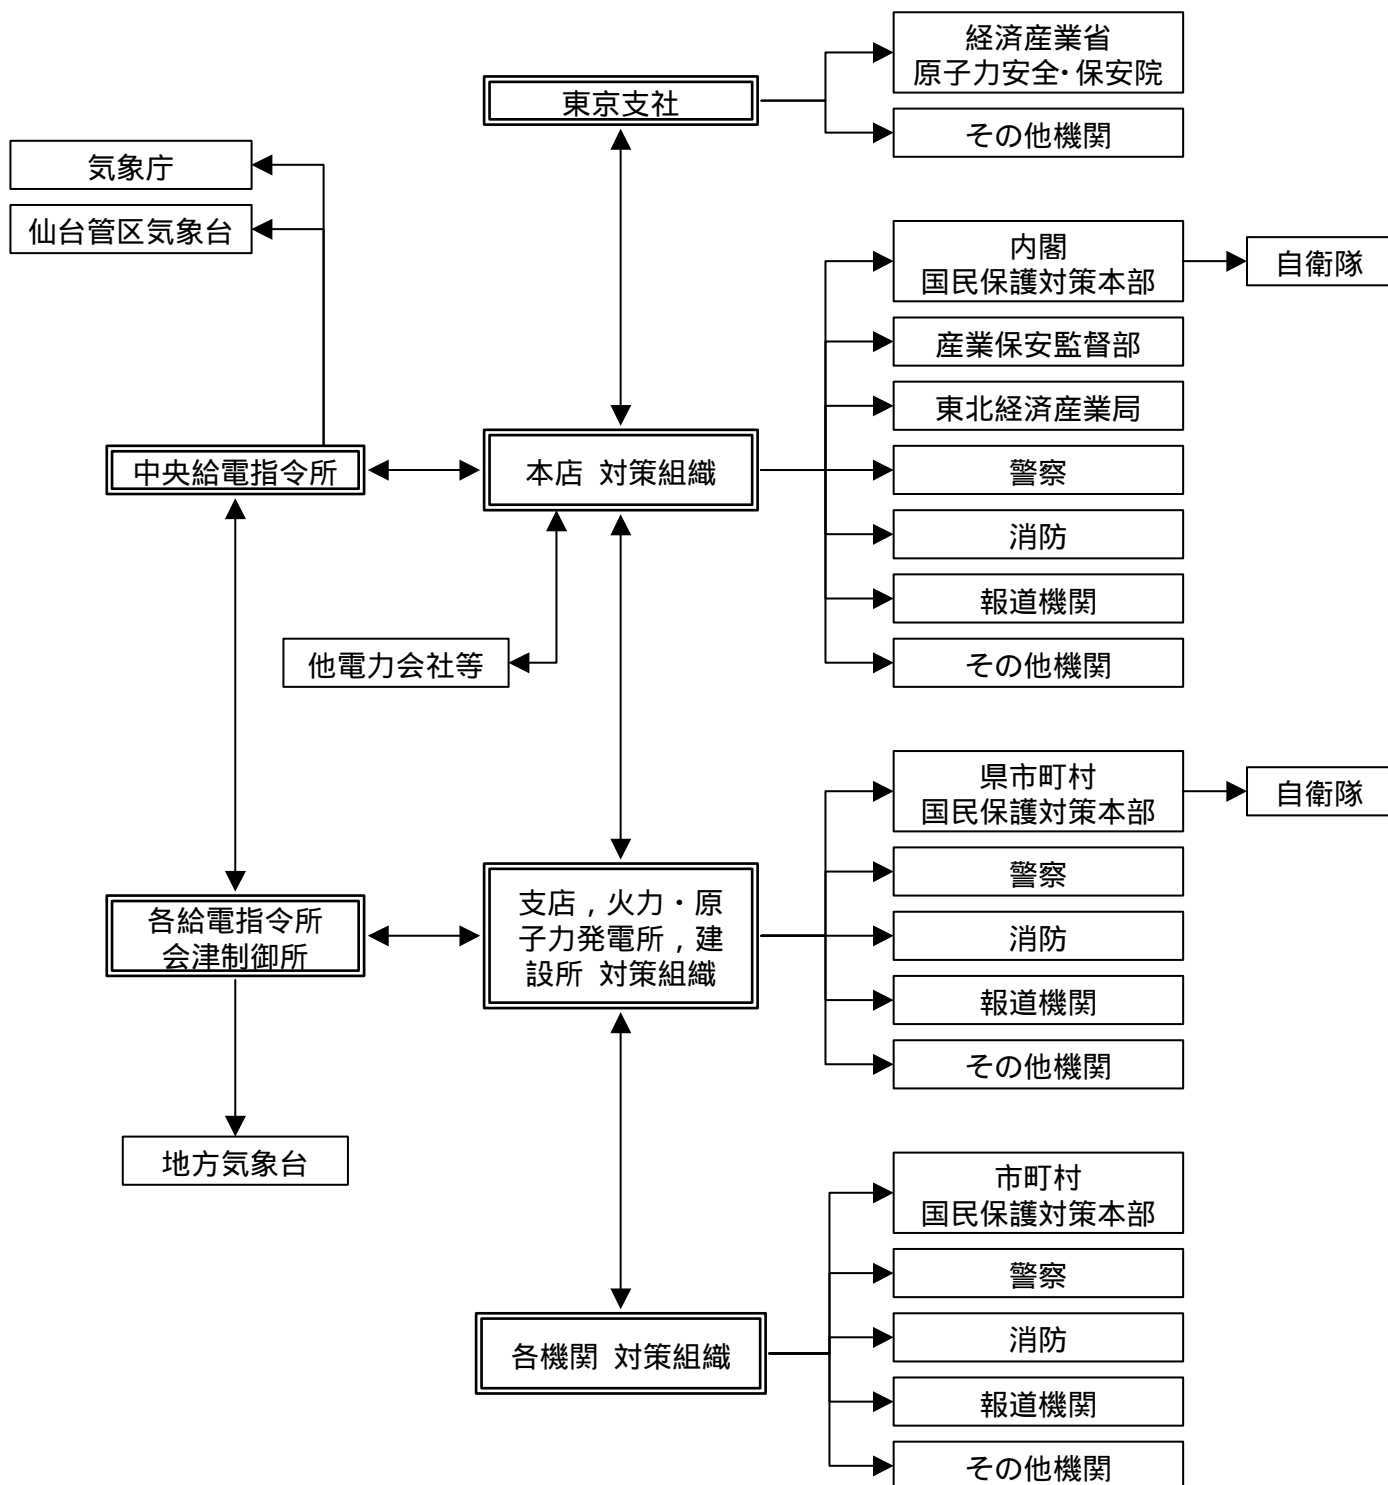 経済産業省
原子力安全・保安院
東京支社
その他機関
気象庁
仙台管区気象台
内閣
国民保護対策本部
自衛隊
産業保安監督部
東北経済産業局
中央給電指令所
本店 対策組織
警察
消防
報道機関
他電力会社等
その他機関
県市町村
国民保護対策本部
自衛隊
警察
各給電指令所
会津制御所
支店,火力・原
子力発電所,建
設所 対策組織
消防
報道機関
その他機関
地方気象台
市町村
国民保護対策本部
警察
消防
各機関 対策組織
報道機関
その他機関